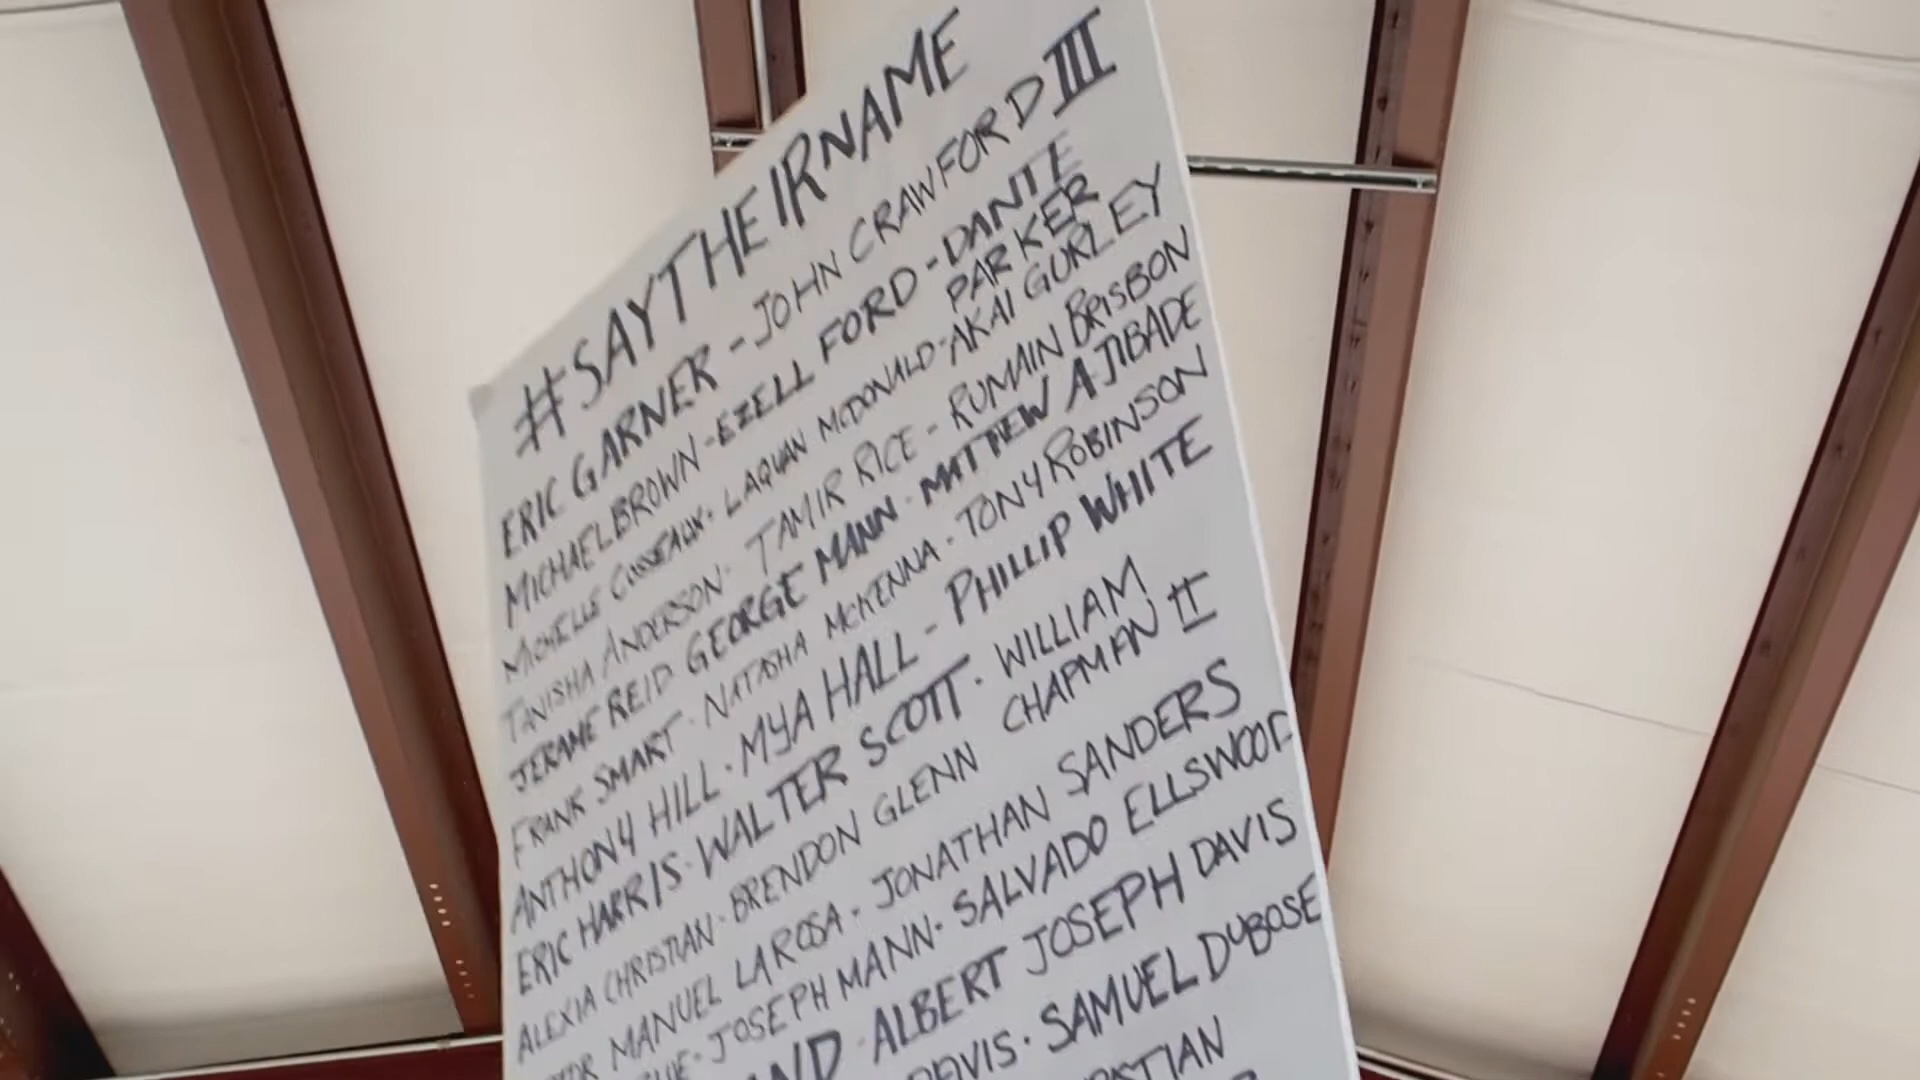 #SAYTHEIRNAME
ERIC GARNER - JOHN CRAWFORD III
MICHAEL BROWN - EZELL FORD - DANTE
PARKER
MICHELLE CUSSEAUX · LAQUAN MCDONALD - AKAI GURLEY
TANISHA ANDERSON · TAMIR RICE - RUMAIN BRISBON
JERAME REID GEORGE MANN · MATTHEW AJIBADE
FRANK SMART · NATASHA MCKENNA · TONY ROBINSON
ANTHONY HILL · MYA HALL - PHILLIP WHITE
ERIC HARRIS · WALTER SCOTT · WILLIAM
CHAPMAN II
ALEXIA CHRISTIAN · BRENDON GLENN
MANUEL LAROSA · JONATHAN SANDERS
JOSEPH MANN · SALVADO ELLSWOOD
ALBERT JOSEPH DAVIS
DAVIS · SAMUEL DUBOSE